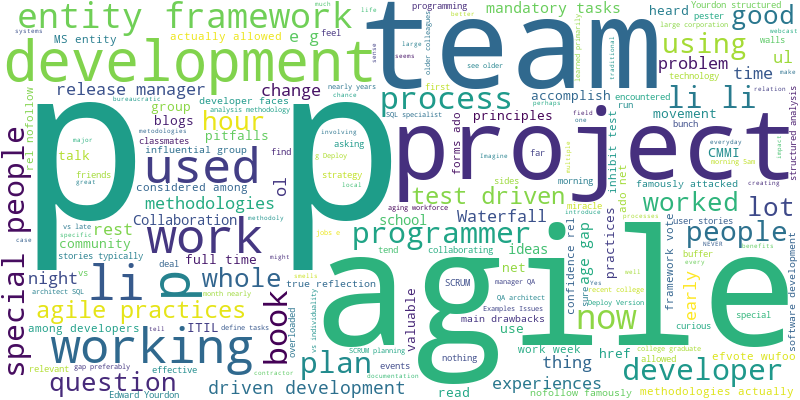 entity framework
team
mandatory tasks
Yourdon structured
large corporation
pester
programming
much
life
older colleagues
better
feel
MS entity
actually allowed
e g
heard
good
webcast
walls
systems
development
release manager
change
using
problem
time
ul
see older
learned primarily
traditional
sense
large
seems
technology
p p
project
process
li li
accomplish
encountered
run
SQL specialist
first
nearly years
chance
bureaucratic
group
developer faces
analysis methodology
metodologies
blogs
pitfalls
hour
rel nofollow
special people
used
influential group
classmates
considered among
talk
friends
great
major
principles
movement
bunch
CMMI
structured analysis
in relation
forms ado
inhibit test
perhaps
involving
asking
g Deploy
strategy
local
find
ol
Imagine
far
one
field
multiple
everyday
impact
morning 5am
creating
famously attacked
ado net
test driven
sides
morning
aging workforce
jobs e
methodologies
Collaboration
school
Waterfall
worked
lot
user stories
NEVER
benefits
every
software development
processes
community
rest
stories typically
specific
case
work
programmer
ideas
age gap
practices
miracle
introduce
people
buffer
framework vote
full time
true reflection
smells
might
tend
collaborating
net
confidence rel
sure
Deploy Version
Yes
recent college
well
special
night
vs
vs late
li
p
whole
agile
now
early
curious
college graduate
allowed
efvote wufoo
deal
architect SQL
month nearly
agile practices
among developers
ITIL
define tasks
tell
book
overloaded
vs individuality
SCRUM planning
events
valuable
SCRUM
manager QA
QA architect
Examples Issues
main drawbacks
use
nothing
working
plan
developer
relevant
gap preferably
contractor
documentation
effective
question
driven development
experiences
read
work week
thing
href
nofollow famously
methodologies actually
Edward Yourdon